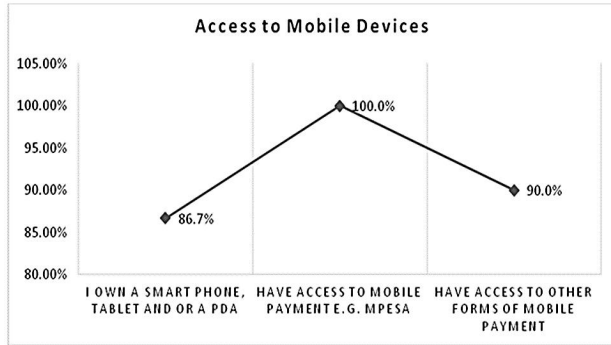 Access to Mobile Devices
105.00%
100.00%
95.00%
90.00%
85.00%
80.00%
86.7%
100.0%
90.0%
I OWN A SMART PHONE,
TABLET AND OR A PDA
HAVE ACCESS TO MOBILE
PAYMENT E.G. MPESA
HAVE ACCESS TO OTHER
FORMS OF MOBILE
PAYMENT